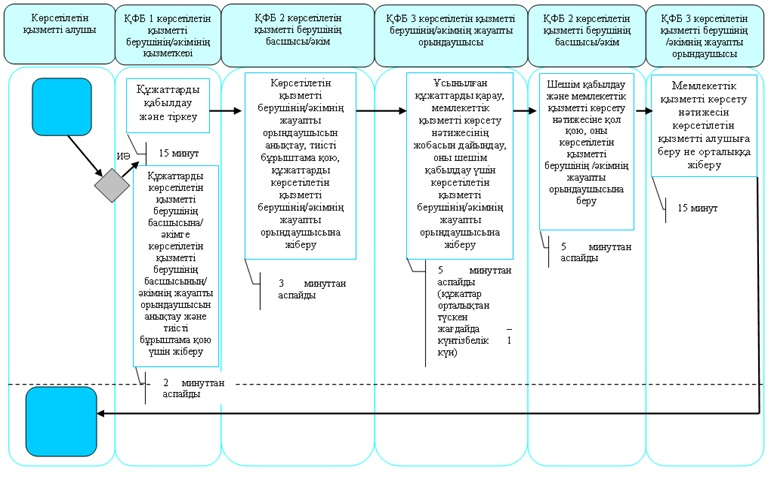 Көрсетілетін
қызметті алушы
ҚФБ 1 көрсетілетін
қызметті
берушінің/әкімінің
қызметкері
ҚФБ 2 көрсетілетін
қызметті берушінің
басшысы/әкім
ҚФБ 3 көрсетілетін қызметті
берушінің/әкімнің жауапты
орындаушысы
ҚФБ 2 көрсетілетін
қызметті берушінің
басшысы/әкім
ҚФБ 3 көрсетілетін
қызметті берушінің
/әкімнің жауапты
орындаушысы
ИӘ
Құжаттарды
қабылдау
және тіркеу
15 минут
Құжаттарды
көрсетілетін
қызметті
берушінің
басшысына/
әкімге
көрсетілетін
қызметті
берушінің
басшысының/
әкімнің жауапты
орындаушысын
анықтау және
тиісті
бұрыштама қою
үшін жіберу
2 минуттан
аспайды
Көрсетілетін
қызметті
берушінің/әкімнің
жауапты
орындаушысын
анықтау, тиісті
бұрыштама қою,
құжаттарды
көрсетілетін
қызметті
берушінің/әкімнің
жауапты
орындаушысына
жіберу
3 минуттан
аспайды
Ұсынылған
құжаттарды қарау,
мемлекеттік
қызметті көрсету
нәтижесінің
жобасын дайындау,
оны шешім
қабылдау үшін
көрсетілетін
қызметті
берушінің/әкімнің
жауапты
орындаушысына
жіберу
5 минуттан
аспайды
(құжаттар
орталықтан
түскен
жағдайда –
күнтізбелік 1
күн)
Шешім қабылдау
және мемлекеттік
қызметті көрсету
нәтижесіне қол
қою, оны
көрсетілетін
қызметті
берушінің /әкімнің
жауапты
орындаушысына
беру
5 минуттан
аспайды
Мемлекеттік
қызметті көрсету
нәтижесін
көрсетілетін
қызметті алушыға
беру не орталыққа
жіберу
15 минут